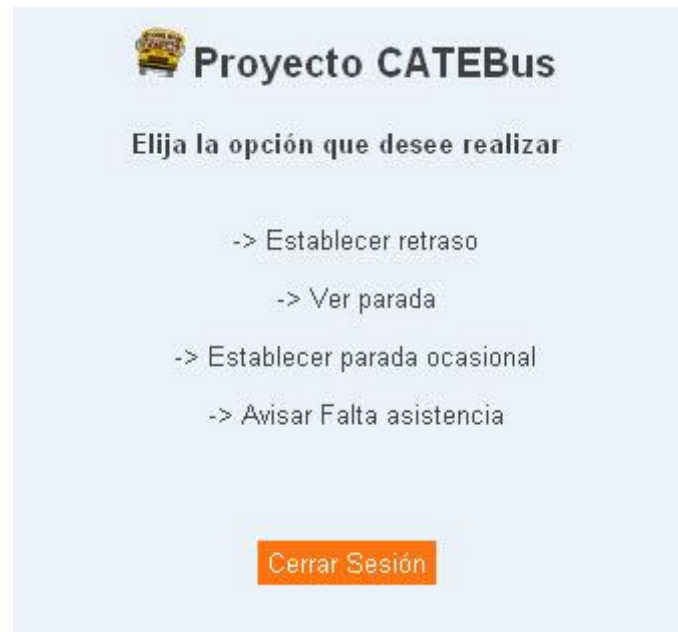 Proyecto CATEBus
Elija la opción que desee realizar
-> Establecer retraso
-> Ver parada
-> Establecer parada ocasional
-> Avisar Falta asistencia
Cerrar Sesión